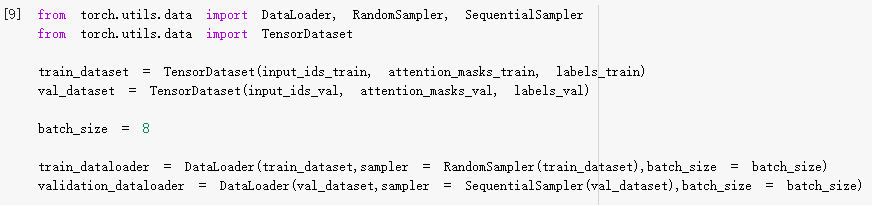 [9] from torch.utils.data import DataLoader, RandomSampler, SequentialSampler
from torch.utils.data import TensorDataset
train_dataset = TensorDataset(input_ids_train, attention_masks_train, labels_train)
val_dataset = TensorDataset(input_ids_val, attention_masks_val, labels_val)
batch_size = 8
train_dataloader = DataLoader(train_dataset,sampler = RandomSampler(train_dataset),batch_size = batch_size)
validation_dataloader = DataLoader(val_dataset,sampler = SequentialSampler(val_dataset),batch_size = batch_size)